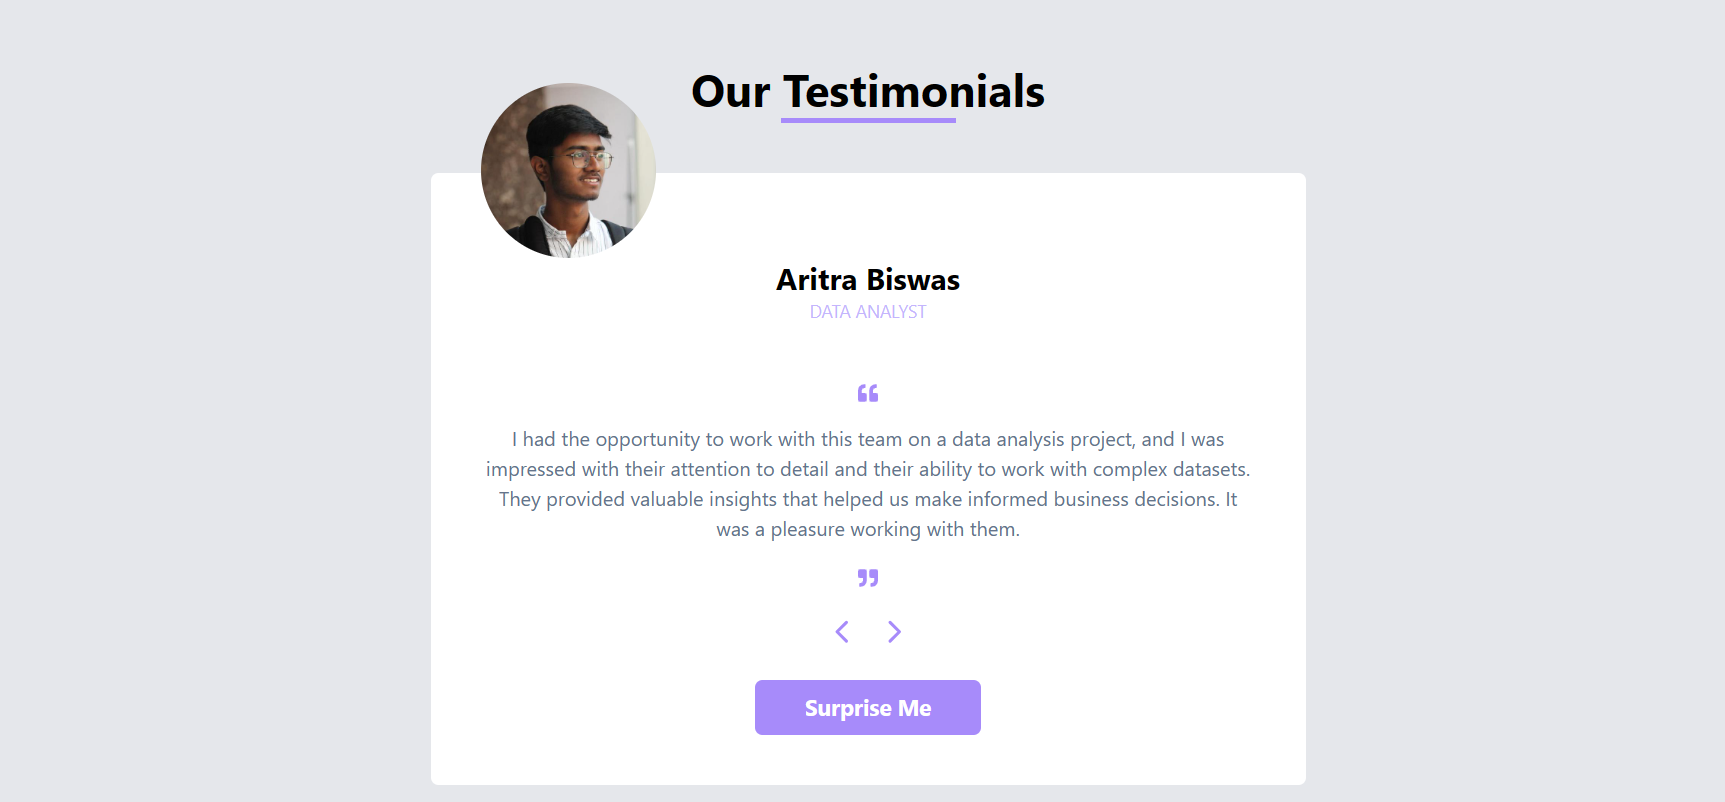 Our Testimonials
Aritra Biswas
DATA ANALYST
❝
I had the opportunity to work with this team on a data analysis project, and I was
impressed with their attention to detail and their ability to work with complex datasets.
They provided valuable insights that helped us make informed business decisions. It
was a pleasure working with them.
❞
Surprise Me